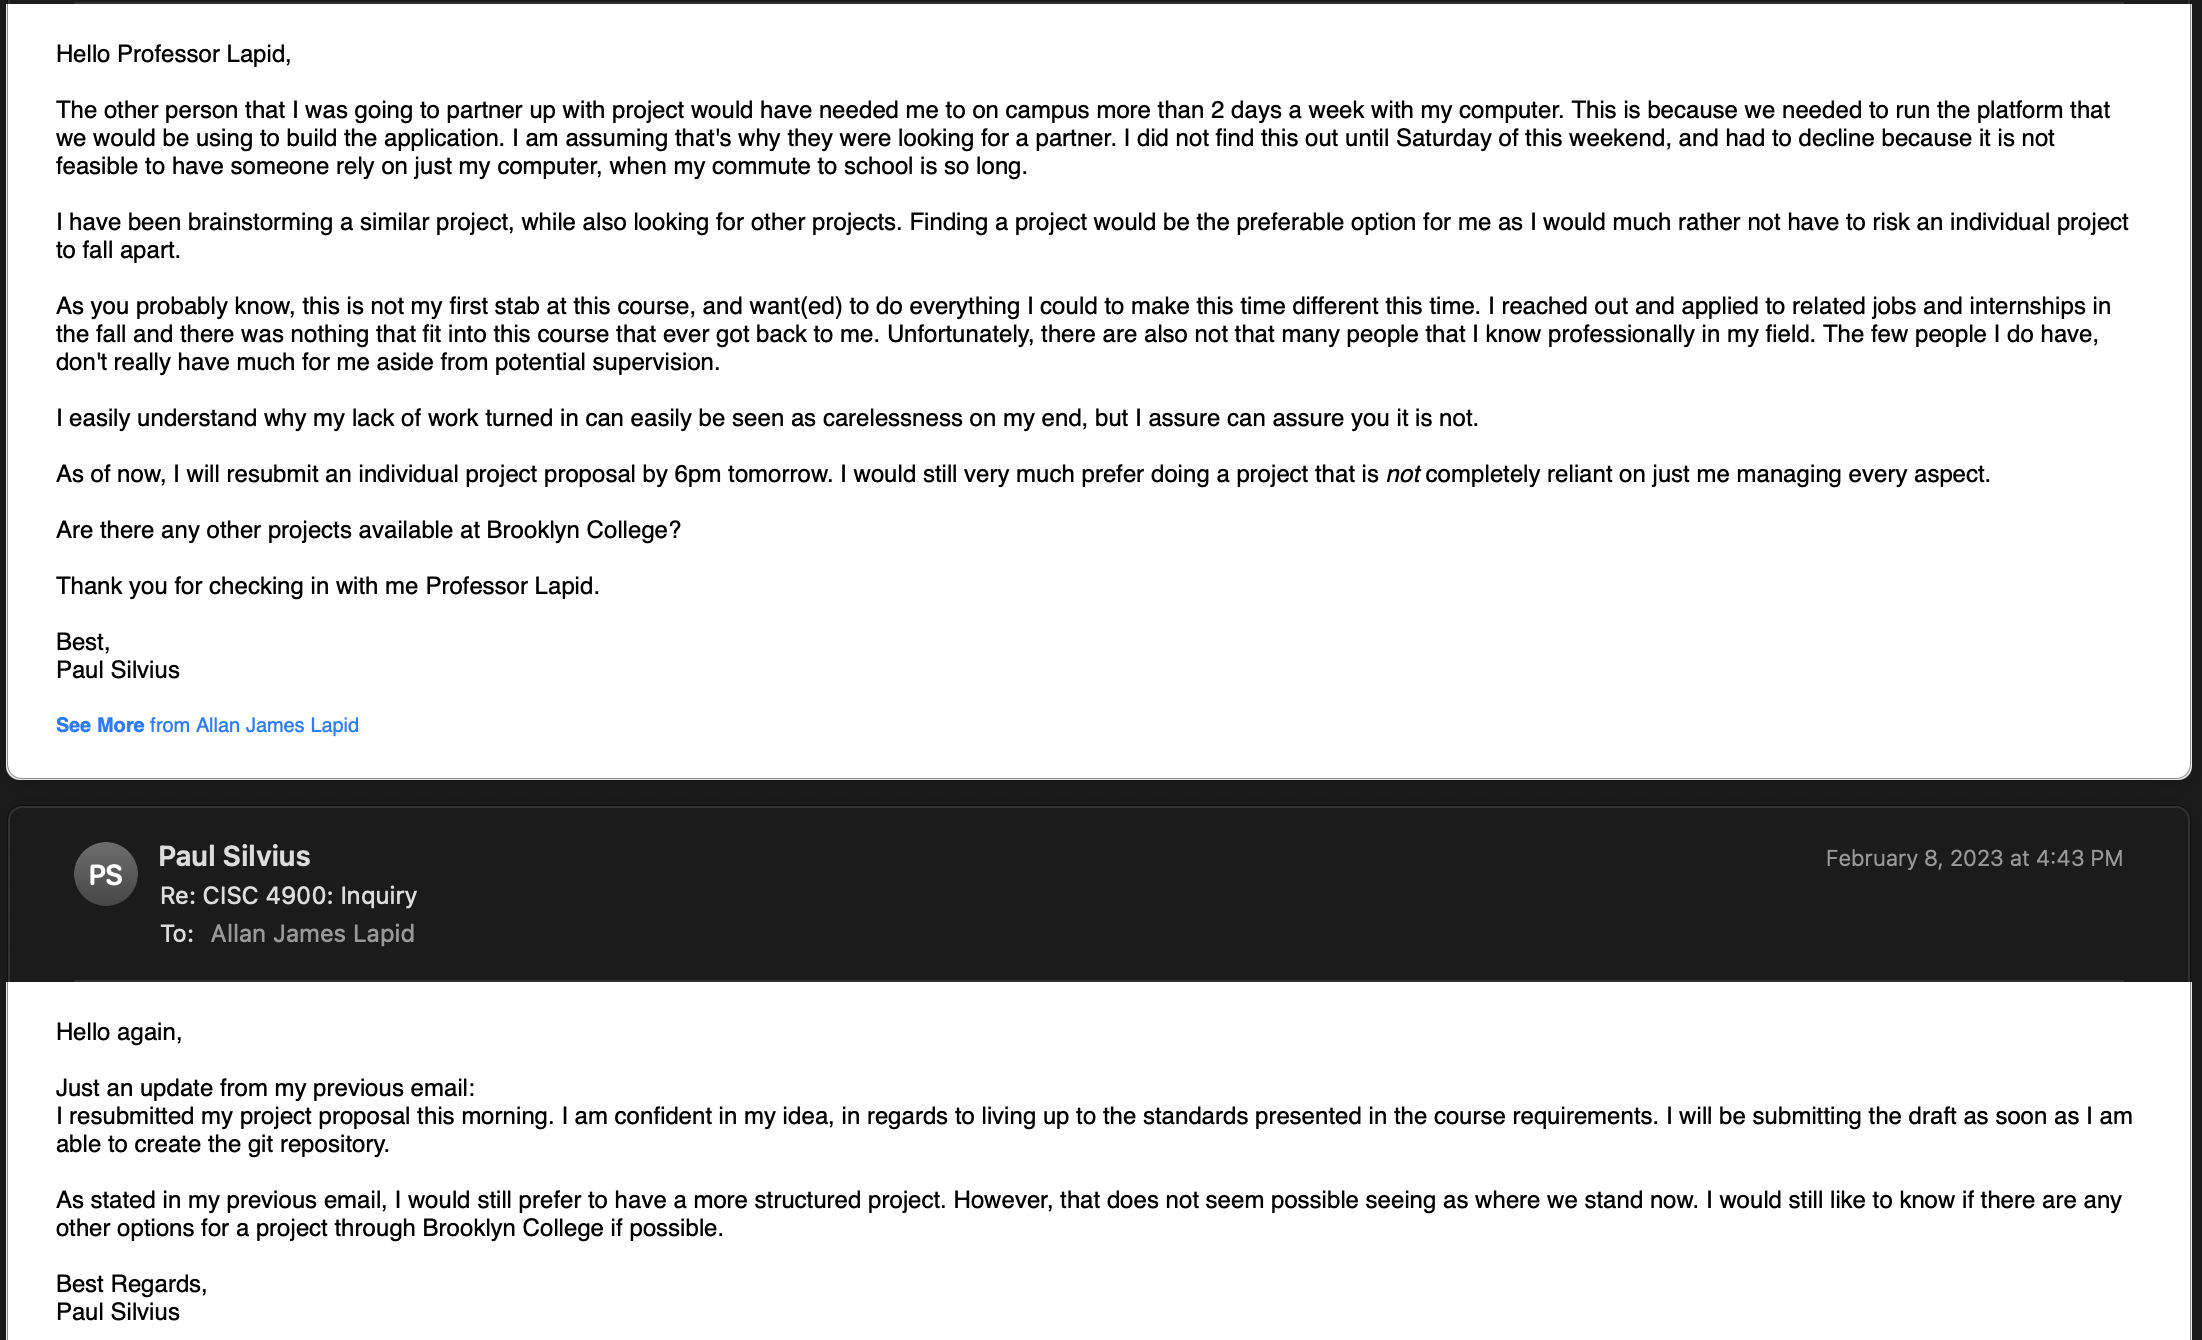 Hello Professor Lapid,
The other person that I was going to partner up with project would have needed me to on campus more than 2 days a week with my computer. This is because we needed to run the platform that
we would be using to build the application. I am assuming that's why they were looking for a partner. I did not find this out until Saturday of this weekend, and had to decline because it is not
feasible to have someone rely on just my computer, when my commute to school is so long.
I have been brainstorming a similar project, while also looking for other projects. Finding a project would be the preferable option for me as I would much rather not have to risk an individual project
to fall apart.
As you probably know, this is not my first stab at this course, and want(ed) to do everything I could to make this time different this time. I reached out and applied to related jobs and internships in
the fall and there was nothing that fit into this course that ever got back to me. Unfortunately, there are also not that many people that I know professionally in my field. The few people I do have,
don't really have much for me aside from potential supervision.
I easily understand why my lack of work turned in can easily be seen as carelessness on my end, but I assure can assure you it is not.
As of now, I will resubmit an individual project proposal by 6pm tomorrow. I would still very much prefer doing a project that is not completely reliant on just me managing every aspect.
Are there any other projects available at Brooklyn College?
Thank you for checking in with me Professor Lapid.
Best,
Paul Silvius
See More from Allan James Lapid
PS
Paul Silvius
February 8, 2023 at 4:43 PM
Re: CISC 4900: Inquiry
To: Allan James Lapid
Hello again,
Just an update from my previous email:
I resubmitted my project proposal this morning. I am confident in my idea, in regards to living up to the standards presented in the course requirements. I will be submitting the draft as soon as I am
able to create the git repository.
As stated in my previous email, I would still prefer to have a more structured project. However, that does not seem possible seeing as where we stand now. I would still like to know if there are any
other options for a project through Brooklyn College if possible.
Best Regards,
Paul Silvius